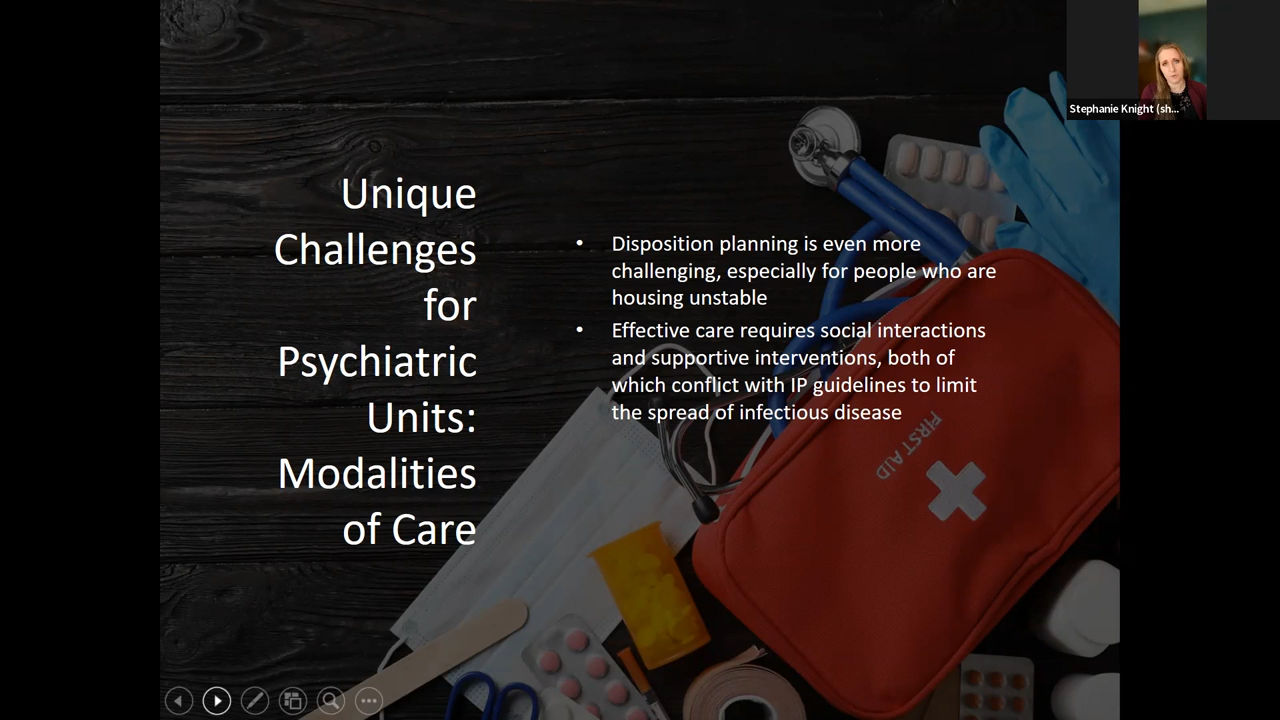 Stephanie Knight (sh...
Unique
Challenges
for
Psychiatric
Units:
Modalities
of Care
• Disposition planning is even more
challenging, especially for people who are
housing unstable
• Effective care requires social interactions
and supportive interventions, both of
which conflict with IP guidelines to limit
the spread of infectious disease
FIRST AID